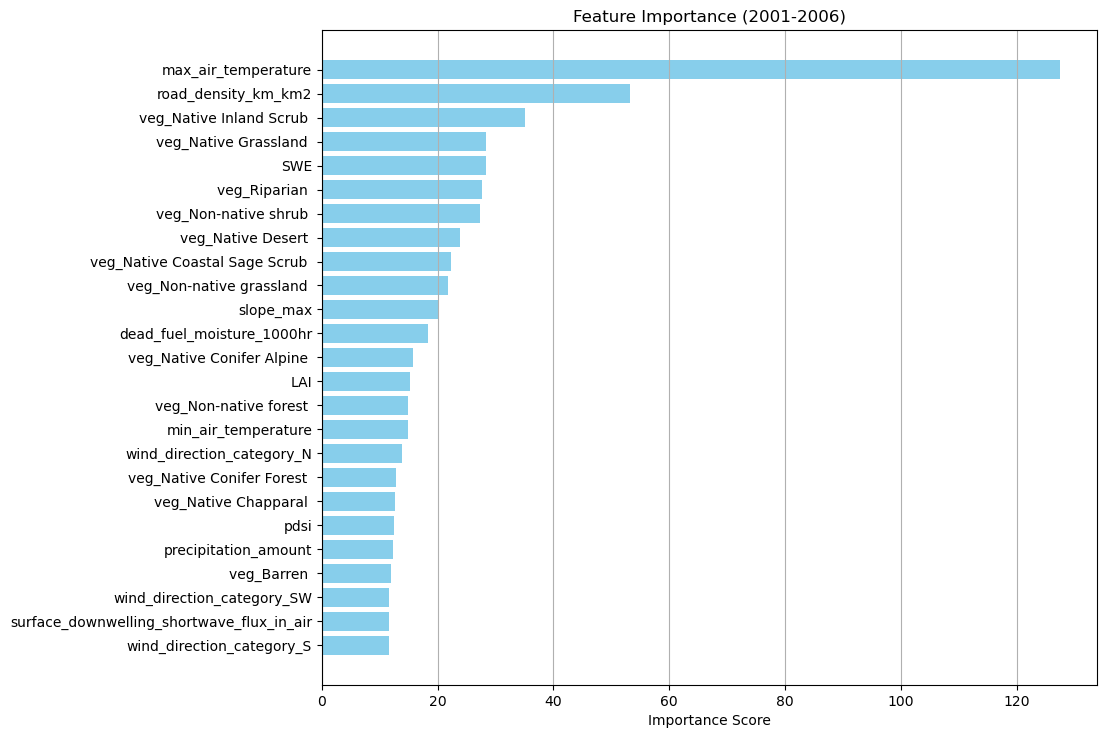 Feature Importance (2001-2006)
max_air_temperature
road_density_km_km2
veg_Native Inland Scrub
veg_Native Grassland
SWE
veg_Riparian
veg_Non-native shrub
veg_Native Desert
veg_Native Coastal Sage Scrub
veg_Non-native grassland
slope_max
dead_fuel_moisture_1000hr
veg_Native Conifer Alpine
LAI
veg_Non-native forest
min_air_temperature
wind_direction_category_N
veg_Native Conifer Forest
veg_Native Chapparal
pdsi
precipitation_amount
veg_Barren
wind_direction_category_SW
surface_downwelling_shortwave_flux_in_air
wind_direction_category_S
0 20 40 60 80 100 120
Importance Score